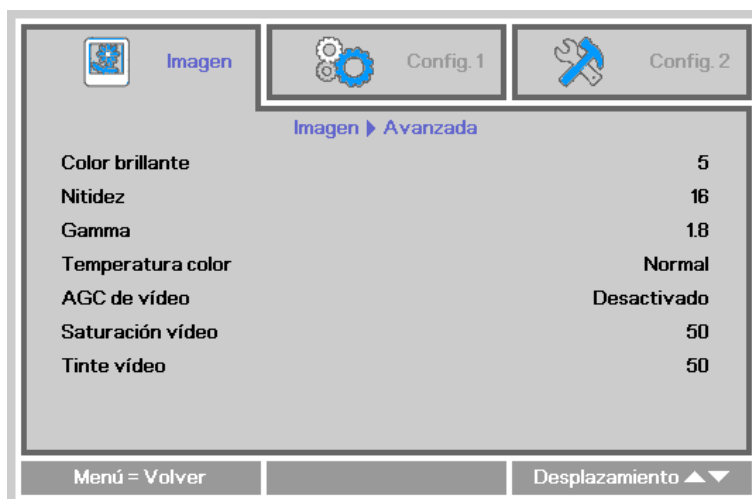 Imagen Config. 1 Config. 2
Imagen ▶ Avanzada
Color brillante 5
Nitidez 16
Gamma 1.8
Temperatura color Normal
AGC de vídeo Desactivado
Saturación vídeo 50
Tinte vídeo 50
Menú = Volver Desplazamiento ▲▼